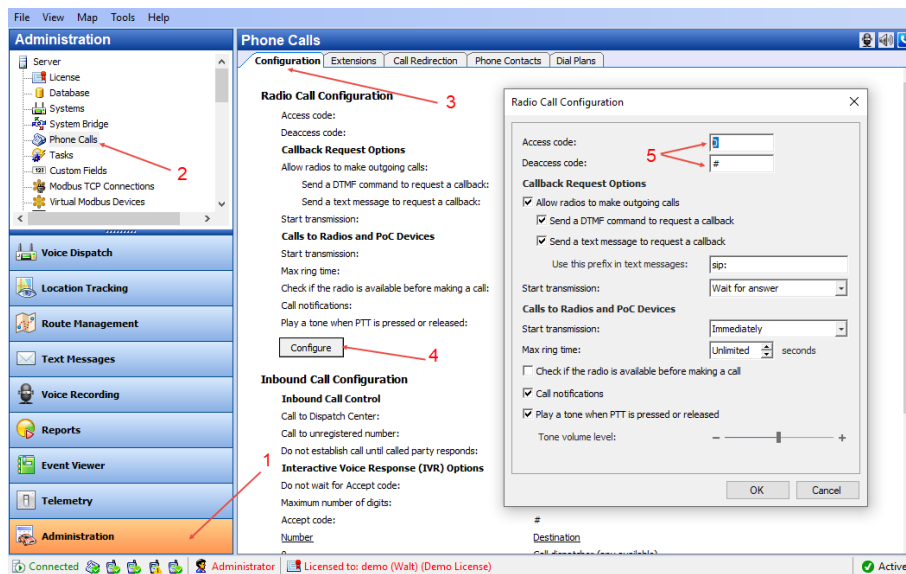 File View Map Tools Help
Administration
Server
License
Database
Systems
System Bridge
Phone Calls
Tasks
Custom Fields
Modbus TCP Connections
Virtual Modbus Devices
2
Voice Dispatch
Location Tracking
Route Management
Text Messages
Voice Recording
Reports
Event Viewer
Telemetry
1
Administration
Phone Calls
Configuration Extensions Call Redirection Phone Contacts Dial Plans
3
Radio Call Configuration
Access code:
Deaccess code:
Callback Request Options
Allow radios to make outgoing calls:
Send a DTMF command to request a callback:
Send a text message to request a callback:
Start transmission:
Calls to Radios and PoC Devices
Start transmission:
Max ring time:
Check if the radio is available before making a call:
Call notifications:
Play a tone when PTT is pressed or released:
Configure
4
Inbound Call Configuration
Inbound Call Control
Call to Dispatch Center:
Call to unregistered number:
Do not establish call until called party responds:
Interactive Voice Response (IVR) Options
Do not wait for Accept code:
Maximum number of digits:
Accept code: #
Number Destination
Radio Call Configuration
Access code:
5
Deaccess code: #
Callback Request Options
Allow radios to make outgoing calls
Send a DTMF command to request a callback
Send a text message to request a callback
Use this prefix in text messages: sip:
Start transmission: Wait for answer
Calls to Radios and PoC Devices
Start transmission: Immediately
Max ring time: Unlimited seconds
Check if the radio is available before making a call
Call notifications
Play a tone when PTT is pressed or released
Tone volume level:
OK Cancel
Connected Administrator Licensed to: demo (Walt) (Demo License) Active